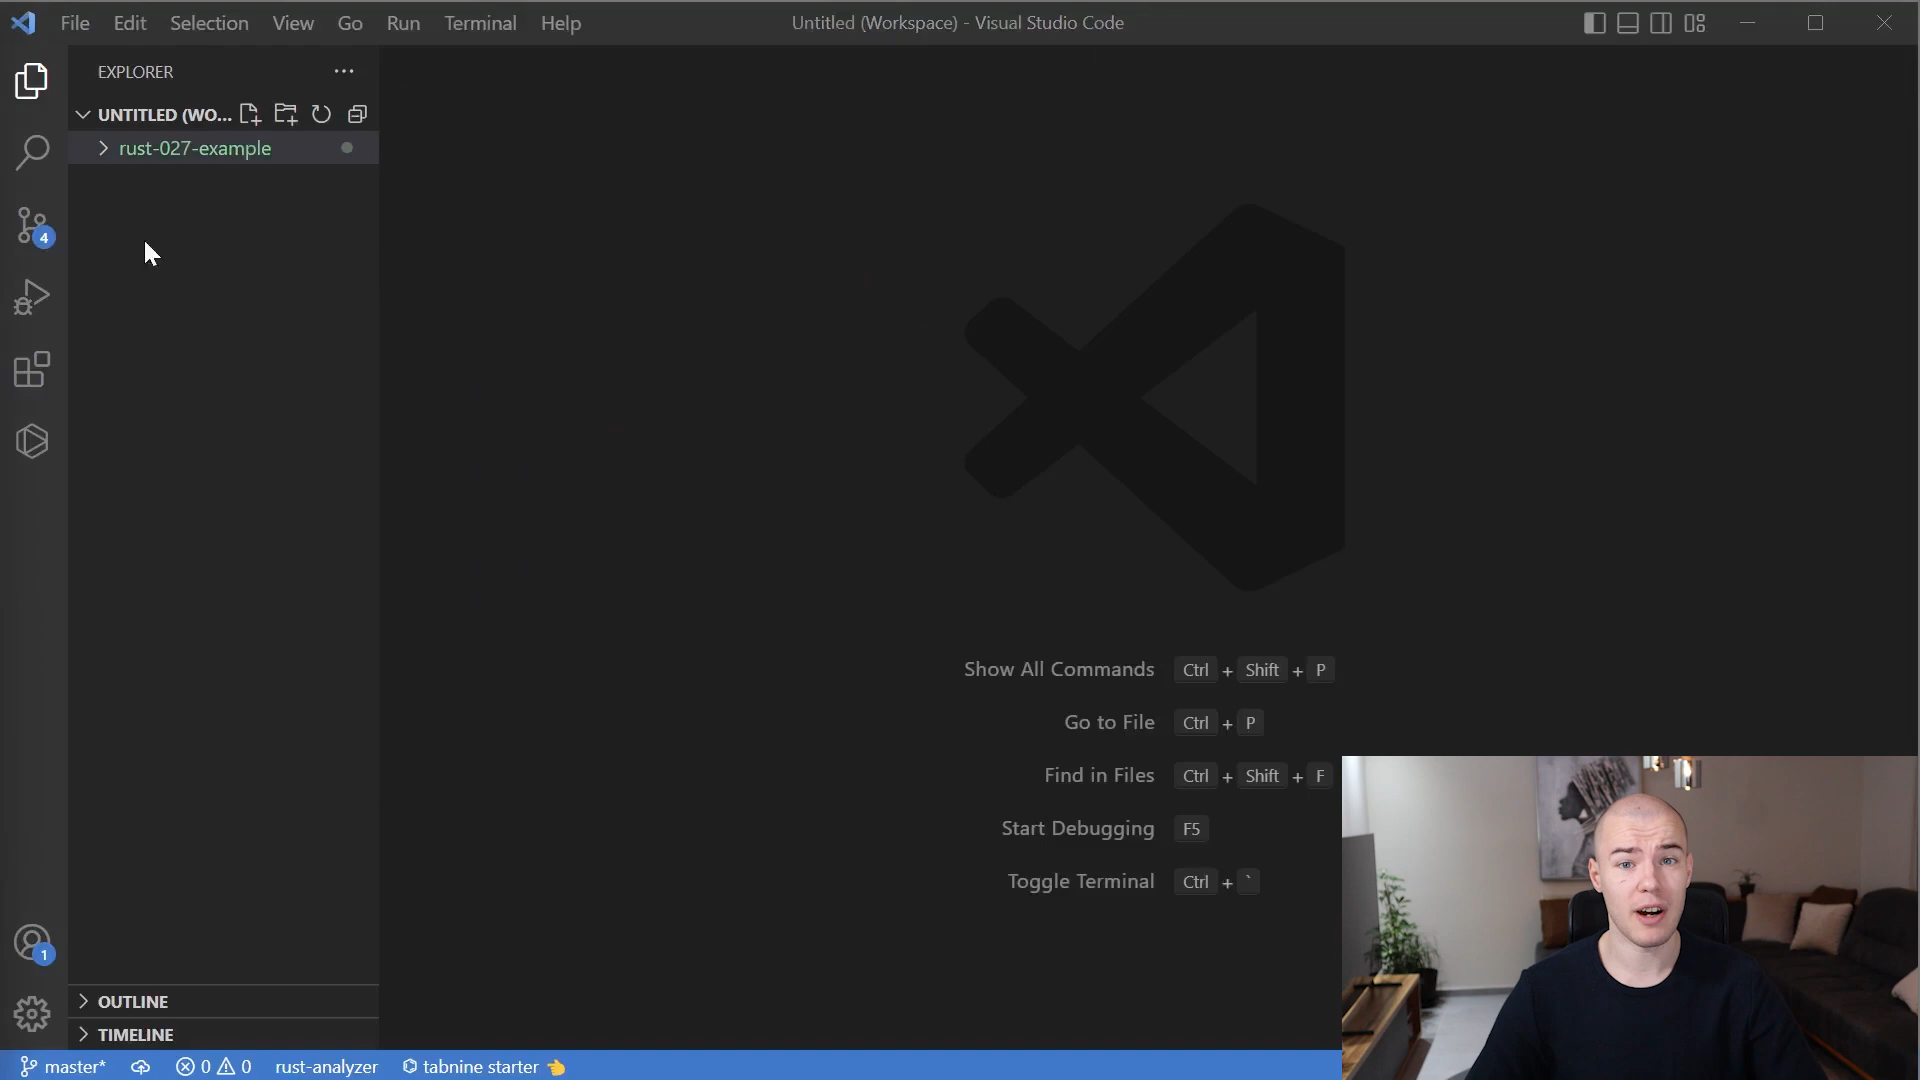 File Edit Selection View Go Run Terminal Help
Untitled (Workspace) - Visual Studio Code
EXPLORER
UNTITLED (WO...
rust-027-example
4
Show All Commands Ctrl + Shift + P
Go to File Ctrl + P
Find in Files Ctrl + Shift + F
Start Debugging F5
Toggle Terminal Ctrl + `
1
OUTLINE
TIMELINE
master* 0 0 rust-analyzer tabnine starter